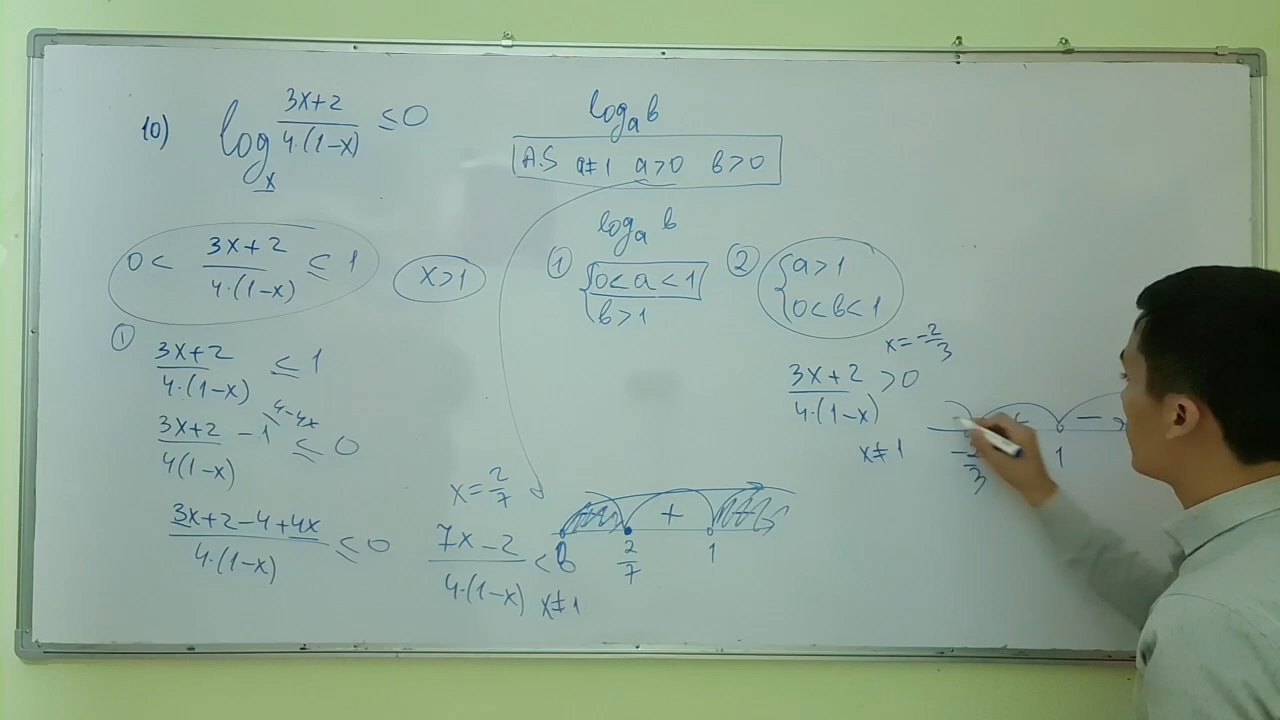 10) log_x (3x+2)/(4·(1-x)) ≤ 0
log_a b
A.S a≠1 a>0 b>0
0 < (3x+2)/(4·(1-x)) ≤ 1
x>1
log_a b
① { 0<a<1
b>1
② { a>1
0<b<1
①
(3x+2)/(4·(1-x)) ≤ 1
4-4x
(3x+2)/(4(1-x)) - 1 ≤ 0
(3x+2-4+4x)/(4·(1-x)) ≤ 0
x=2/7
(7x-2)/(4·(1-x)) <
x≠1
+
2/7 1
x=-2/3
(3x+2)/(4·(1-x)) >0
x≠1
+ -
-2/3 1